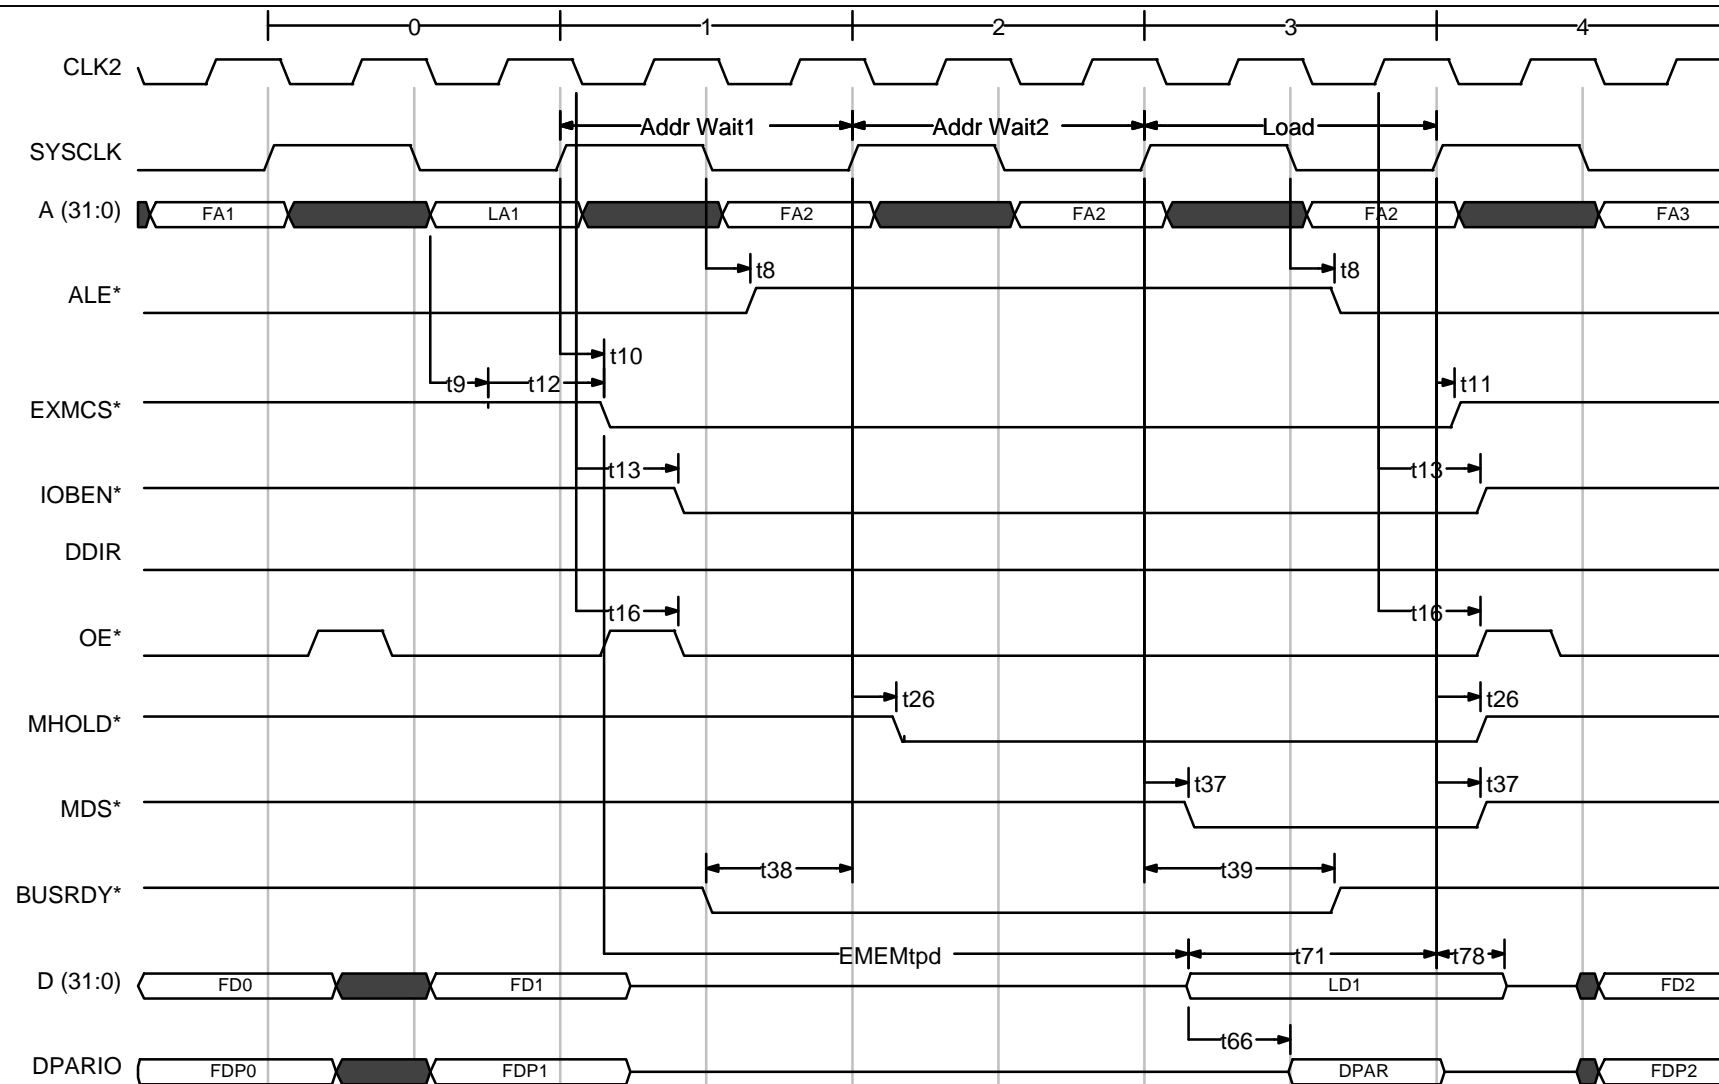 0 1 2 3 4
CLK2
Addr Wait1 Addr Wait2 Load
SYSCLK
A (31:0) FA1 LA1 FA2 FA2 FA2 FA3
t8 t8
ALE*
t10
t9 t12 t11
EXMCS*
t13 t13
IOBEN*
DDIR
t16 t16
OE*
t26 t26
MHOLD*
t37 t37
MDS*
t38 t39
BUSRDY*
EMEMtpd t71 t78
D (31:0) FD0 FD1 LD1 FD2
t66
DPARIO FDP0 FDP1 DPAR FDP2